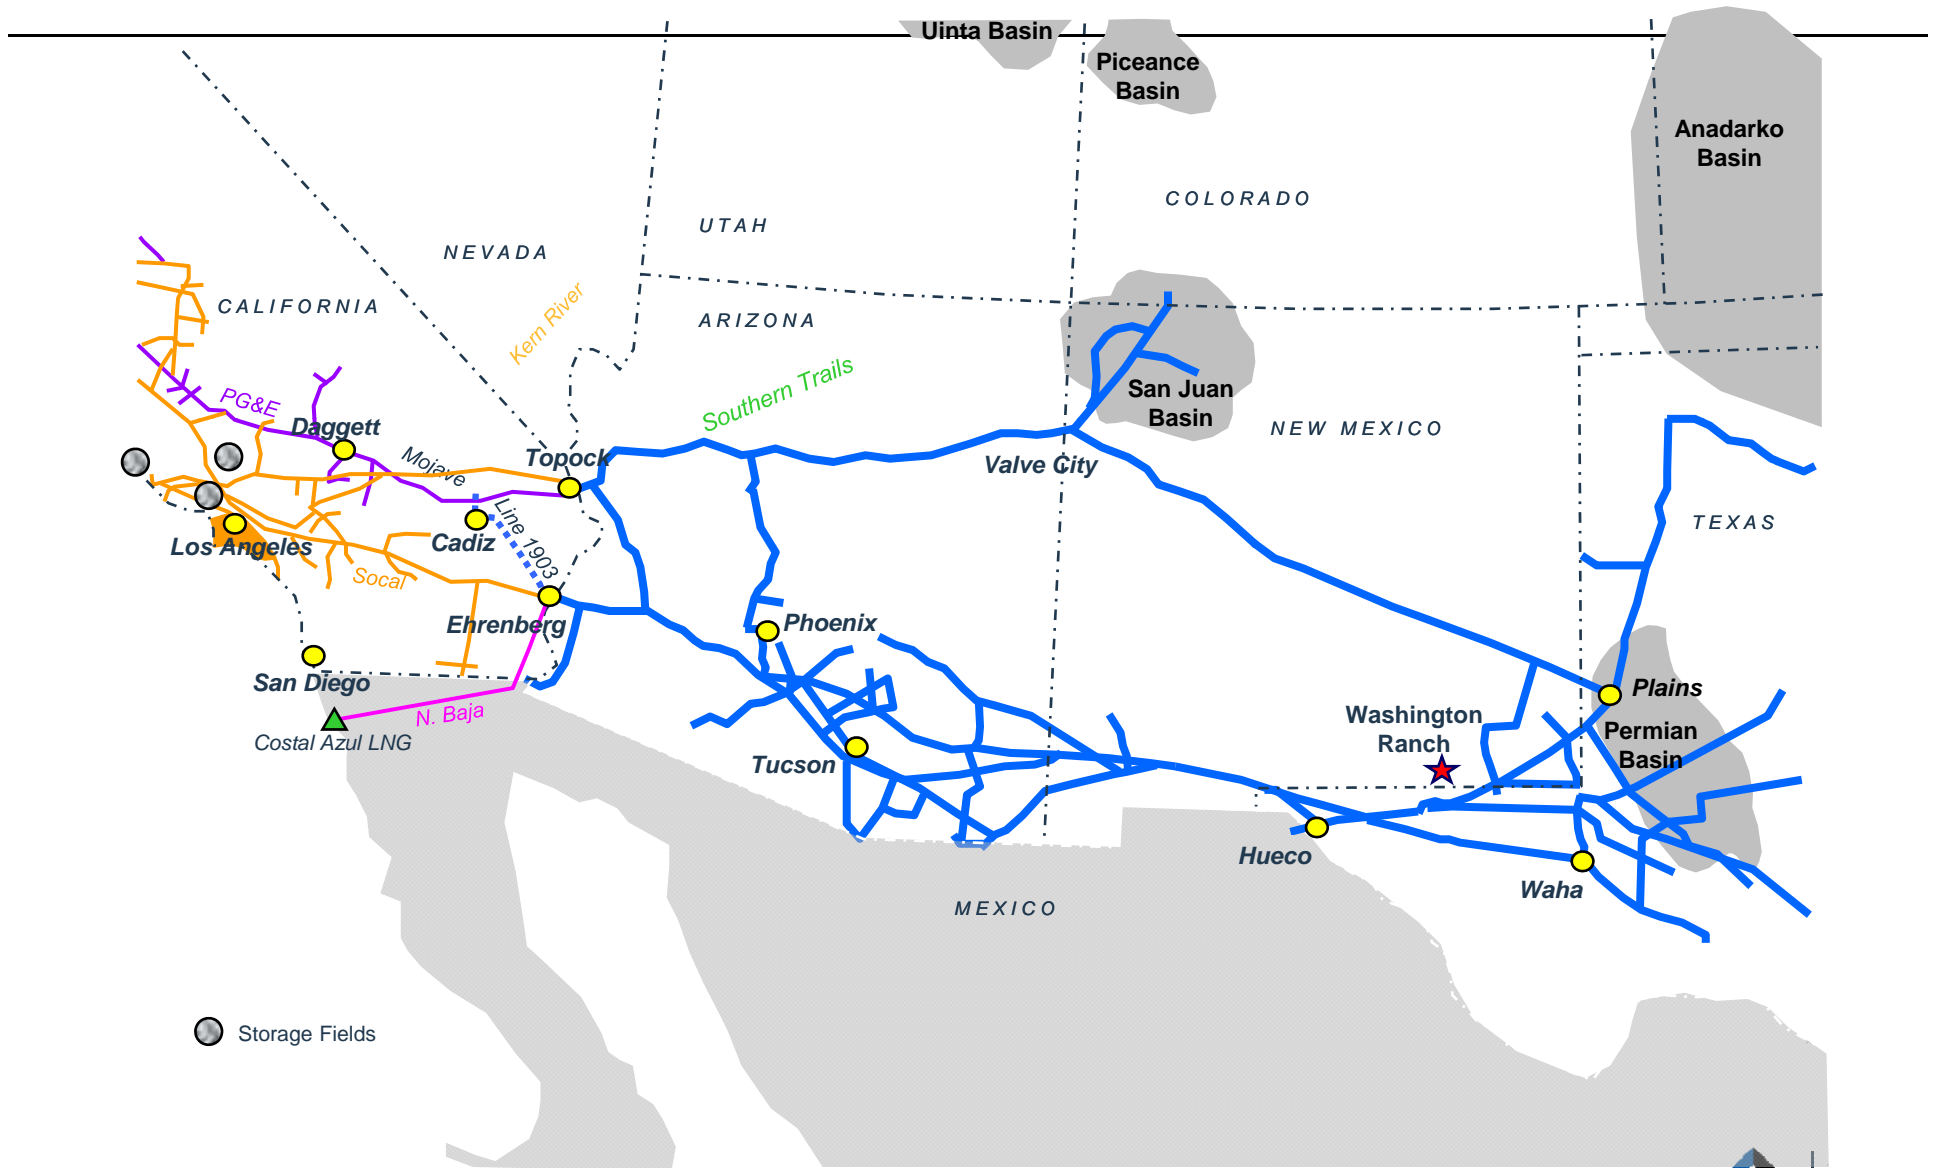 Uinta Basin
Piceance
Basin
Anadarko
Basin
COLORADO
UTAH
NEVADA
CALIFORNIA
Kern River
ARIZONA
Southern Trails
San Juan
Basin
NEW MEXICO
PG&E
Daggett
Mojave
Topock
Valve City
Line 1903
TEXAS
Cadiz
Los Angeles
Socal
Ehrenberg
Phoenix
San Diego
Plains
N. Baja
Washington
Ranch
Permian
Basin
Costal Azul LNG
Tucson
Hueco
Waha
MEXICO
Storage Fields